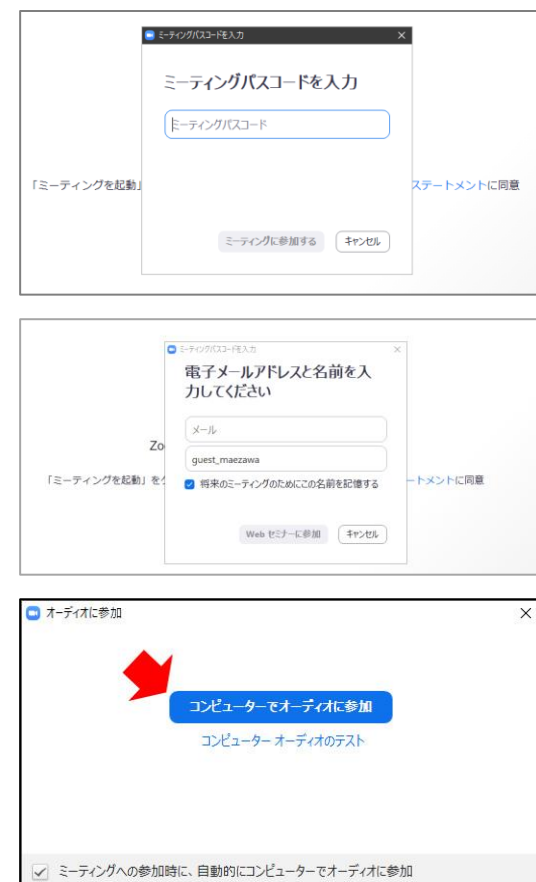 ミーティングパスコードを入力
ミーティングパスコードを入力
ミーティングパスコード
「ミーティングを起動」
ステートメントに同意
ミーティングに参加する
キャンセル
ミーティングパスコードを入力
電子メールアドレスと名前を入
力してください
メール
Zo
guest_maezawa
「ミーティングを起動」をク
ートメントに同意
将来のミーティングのためにこの名前を記憶する
Web セミナーに参加
キャンセル
オーディオに参加
コンピューターでオーディオに参加
コンピューター オーディオのテスト
ミーティングへの参加時に、自動的にコンピューターでオーディオに参加